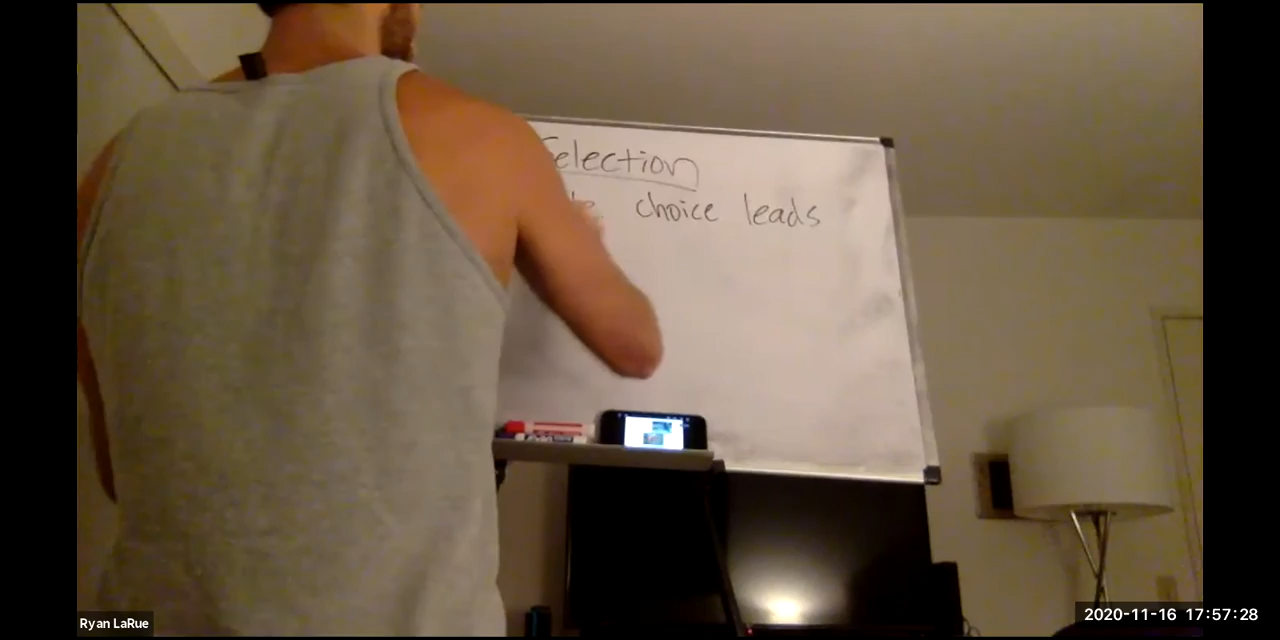 Selection
choice leads
Ryan LaRue
2020-11-16 17:57:28